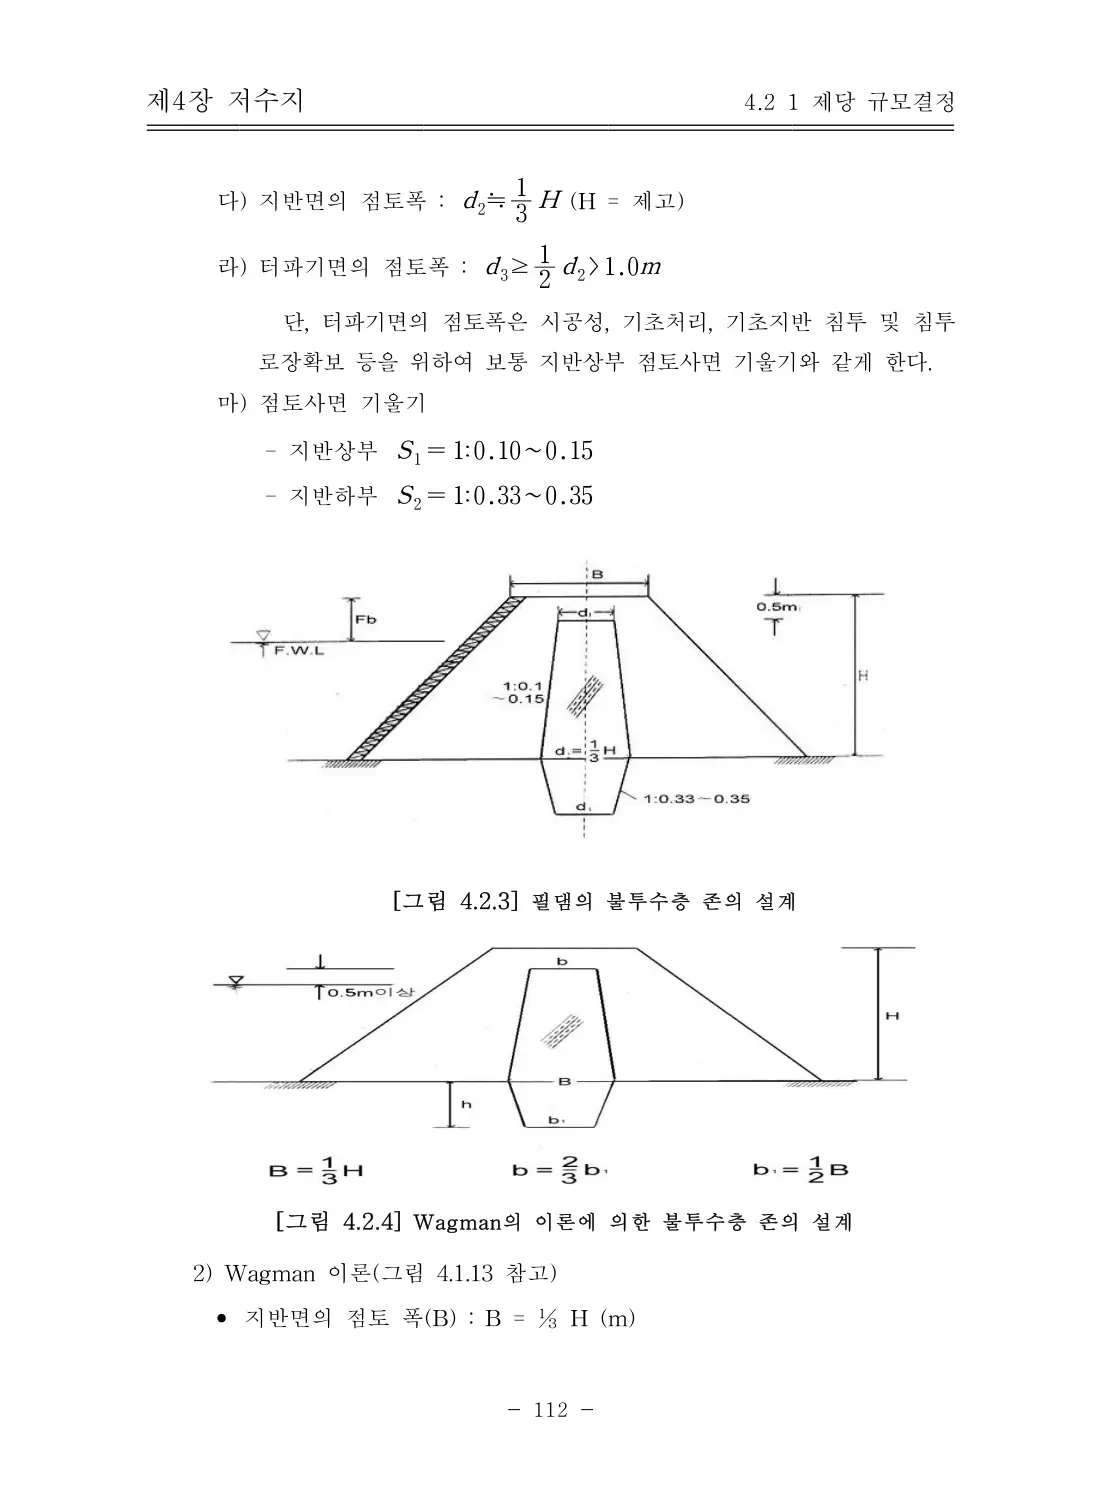 제4장 저수지
4.2 1 제당 규모결정
다) 지반면의 점토폭 : d₂≒1/3 H (H = 제고)
라) 터파기면의 점토폭 : d₃≥1/2 d₂>1.0m
단, 터파기면의 점토폭은 시공성, 기초처리, 기초지반 침투 및 침투
로장확보 등을 위하여 보통 지반상부 점토사면 기울기와 같게 한다.
마) 점토사면 기울기
- 지반상부 S₁ = 1:0.10~0.15
- 지반하부 S₂ = 1:0.33~0.35
B
d₁
0.5m
Fb
F.W.L
H
1:0.1
~0.15
d.= 1/3 H
1:0.33~0.35
d₁
[그림 4.2.3] 필댐의 불투수층 존의 설계
b
0.5m이상
H
B
h
b₁
B = 1/3 H
b = 2/3 b₁
b₁ = 1/2 B
[그림 4.2.4] Wagman의 이론에 의한 불투수층 존의 설계
2) Wagman 이론(그림 4.1.13 참고)
● 지반면의 점토 폭(B) : B = ⅓ H (m)
- 112 -